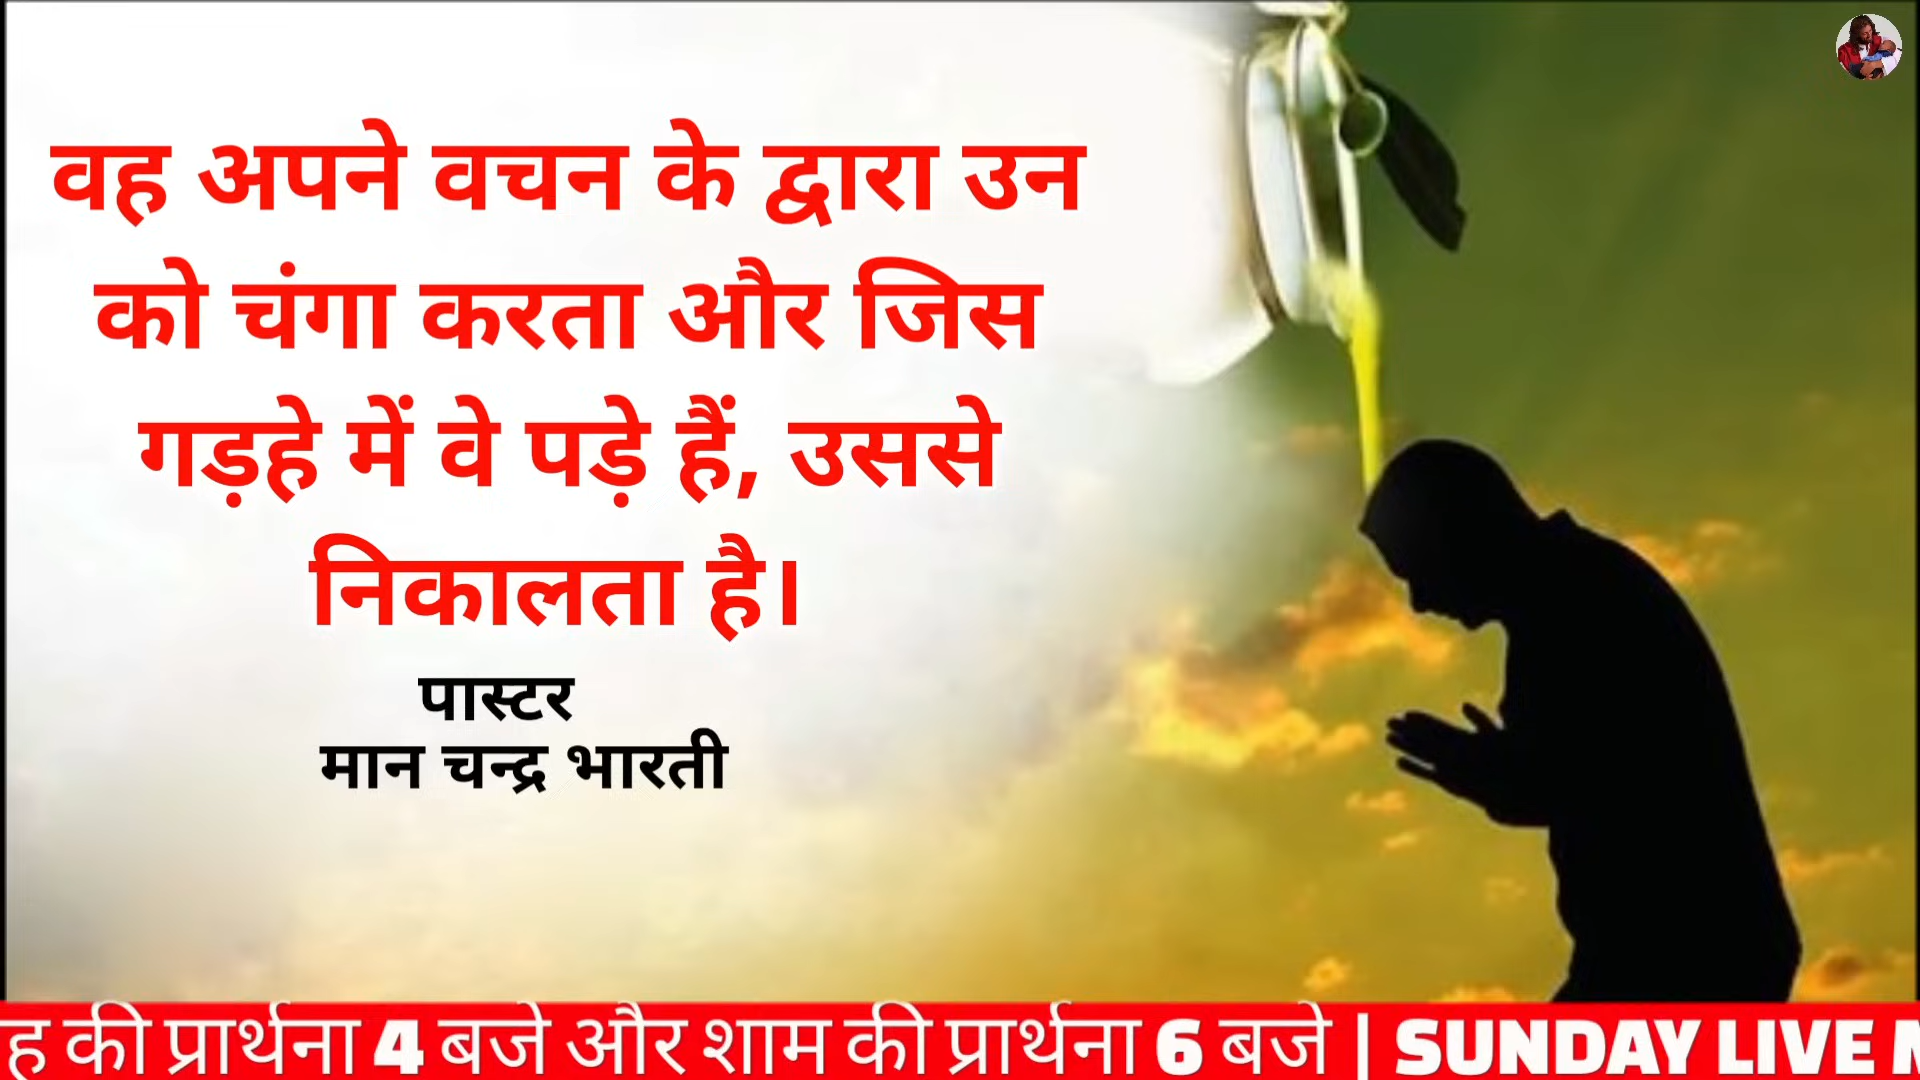 वह अपने वचन के द्वारा उन
को चंगा करता और जिस
गड़हे में वे पड़े हैं, उससे
निकालता है।
पास्टर
मान चन्द्र भारती
ह की प्रार्थना 4 बजे और शाम की प्रार्थना 6 बजे | SUNDAY LIVE